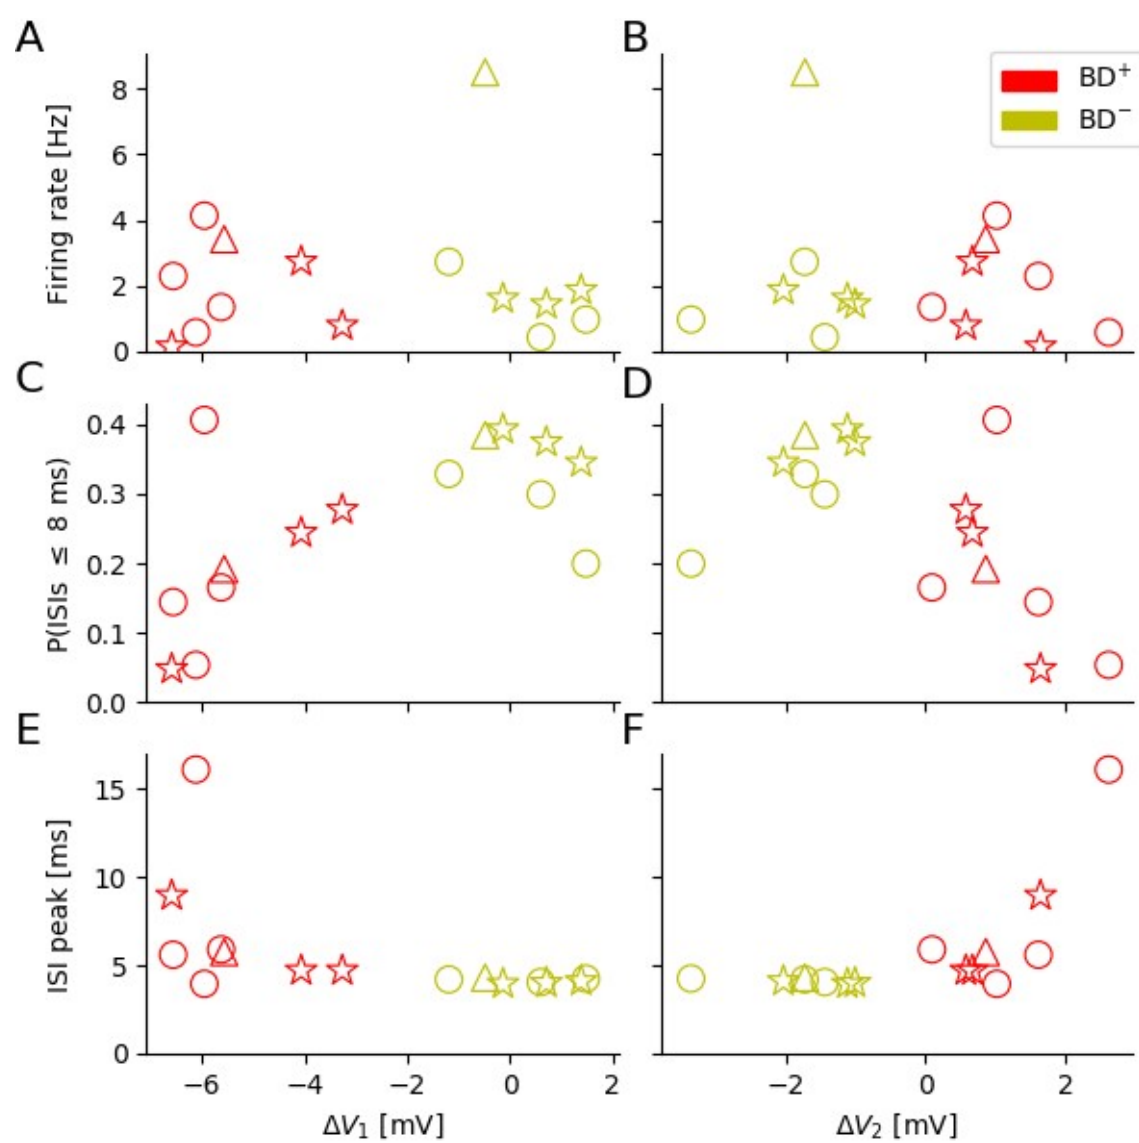 A
B
Firing rate [Hz]
8
6
4
2
0
BD⁺
BD⁻
C
D
P(ISIs ≤ 8 ms)
0.4
0.3
0.2
0.1
0.0
E
F
ISI peak [ms]
15
10
5
0
−6 −4 −2 0 2
−2 0 2
ΔV₁ [mV]
ΔV₂ [mV]